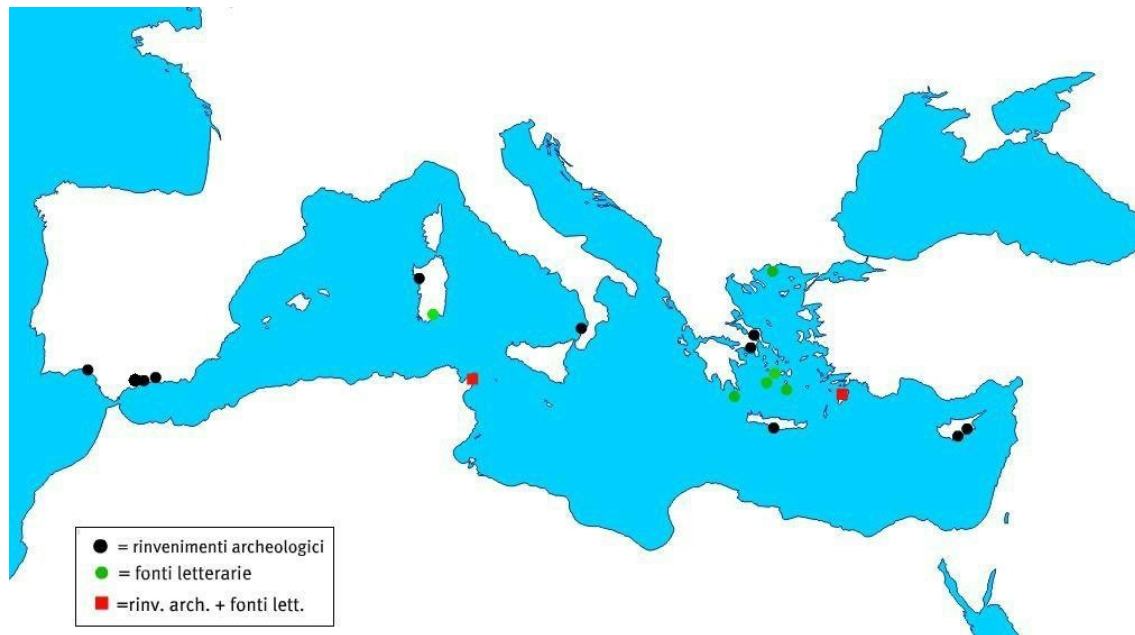 = rinvenimenti archeologici
= fonti letterarie
=rinv. arch. + fonti lett.